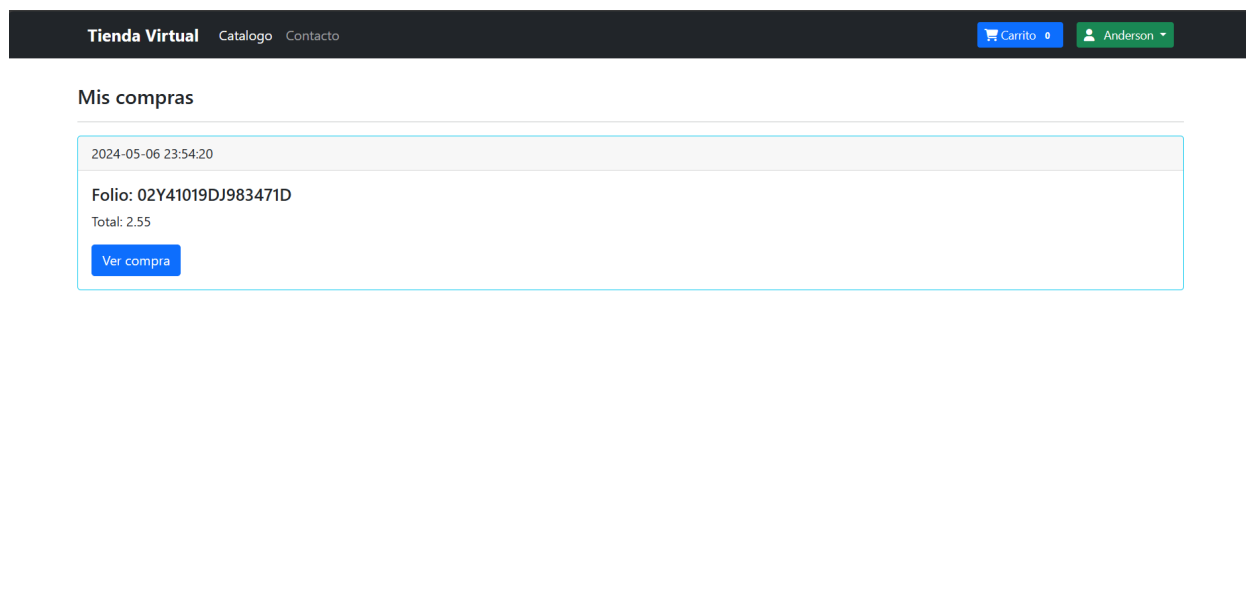 Tienda Virtual Catalogo Contacto Carrito 0 Anderson
Mis compras
2024-05-06 23:54:20
Folio: 02Y41019DJ983471D
Total: 2.55
Ver compra